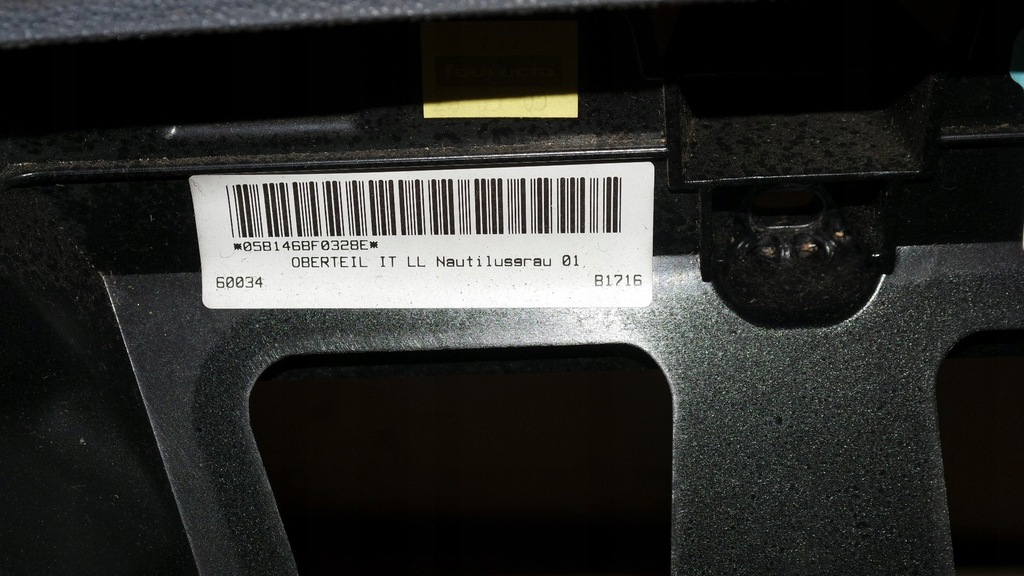 *05B146BF0328E*
OBERTEIL IT LL Nautilusgrau 01
60034 B1716